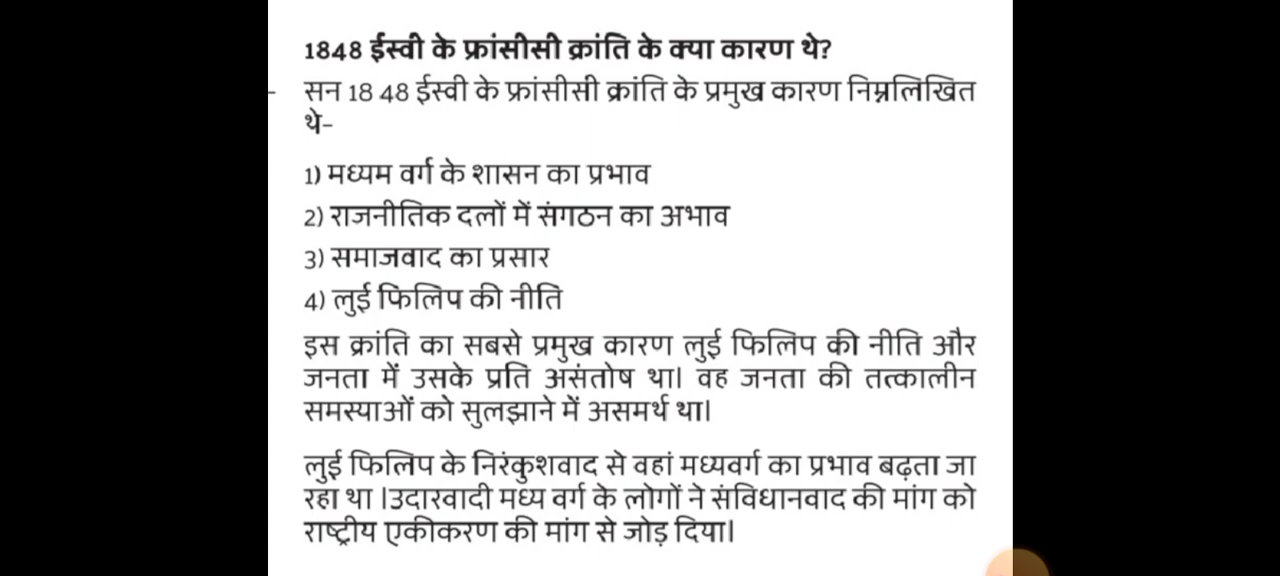 1848 ईस्वी के फ्रांसीसी क्रांति के क्या कारण थे?
- सन 18 48 ईस्वी के फ्रांसीसी क्रांति के प्रमुख कारण निम्नलिखित
थे-
1) मध्यम वर्ग के शासन का प्रभाव
2) राजनीतिक दलों में संगठन का अभाव
3) समाजवाद का प्रसार
4) लुई फिलिप की नीति
इस क्रांति का सबसे प्रमुख कारण लुई फिलिप की नीति और
जनता में उसके प्रति असंतोष था। वह जनता की तत्कालीन
समस्याओं को सुलझाने में असमर्थ था।
लुई फिलिप के निरंकुशवाद से वहां मध्यवर्ग का प्रभाव बढ़ता जा
रहा था ।उदारवादी मध्य वर्ग के लोगों ने संविधानवाद की मांग को
राष्ट्रीय एकीकरण की मांग से जोड़ दिया।